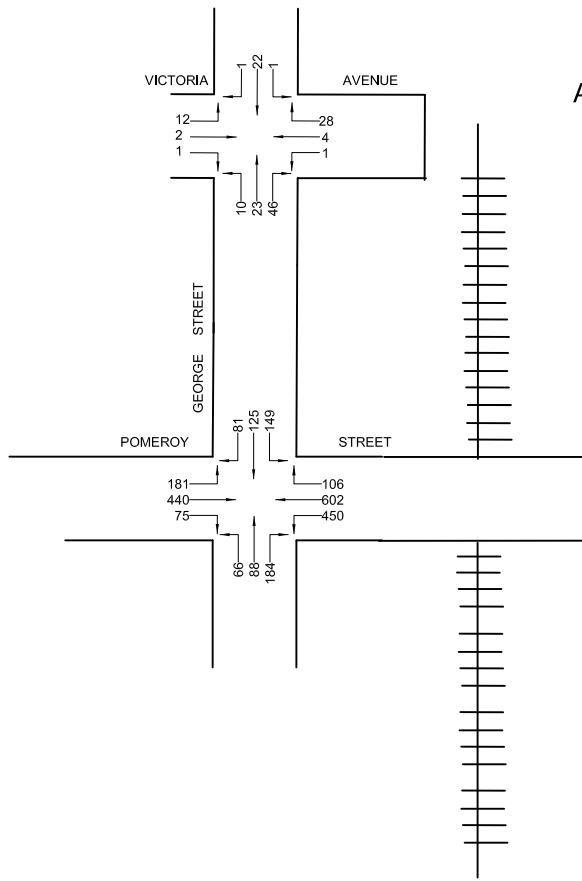 1 22 1
VICTORIA AVENUE
A
12 28
2 4
1 1
10 23 46
GEORGE STREET
81 125 149
POMEROY STREET
181 106
440 602
75 450
66 88 184